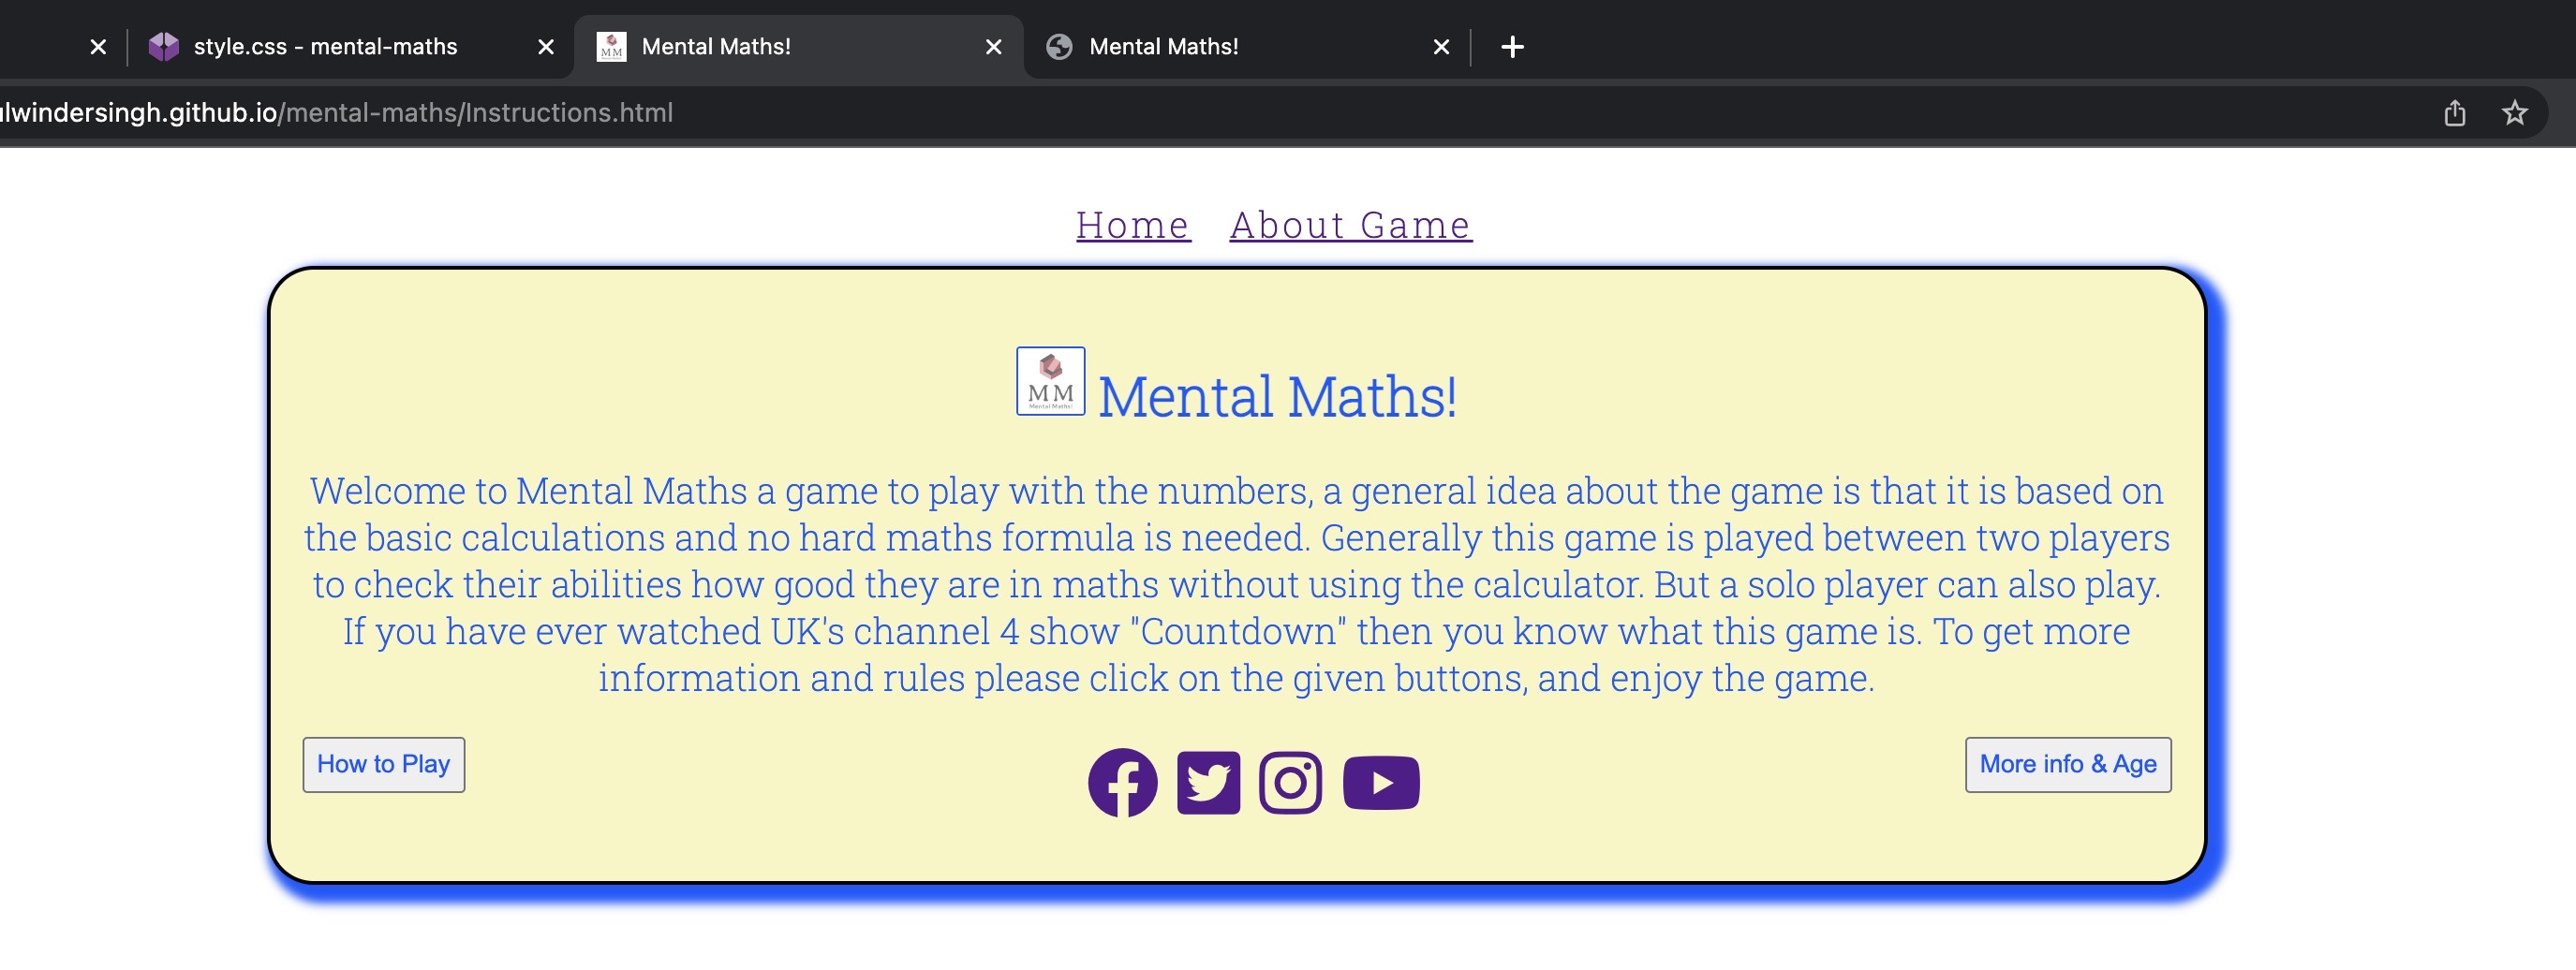 style.css - mental-maths
Mental Maths!
Mental Maths!
lwindersingh.github.io/mental-maths/Instructions.html
Home About Game
MM
Mental Maths!
Mental Maths!
Welcome to Mental Maths a game to play with the numbers, a general idea about the game is that it is based on
the basic calculations and no hard maths formula is needed. Generally this game is played between two players
to check their abilities how good they are in maths without using the calculator. But a solo player can also play.
If you have ever watched UK's channel 4 show "Countdown" then you know what this game is. To get more
information and rules please click on the given buttons, and enjoy the game.
How to Play
More info & Age